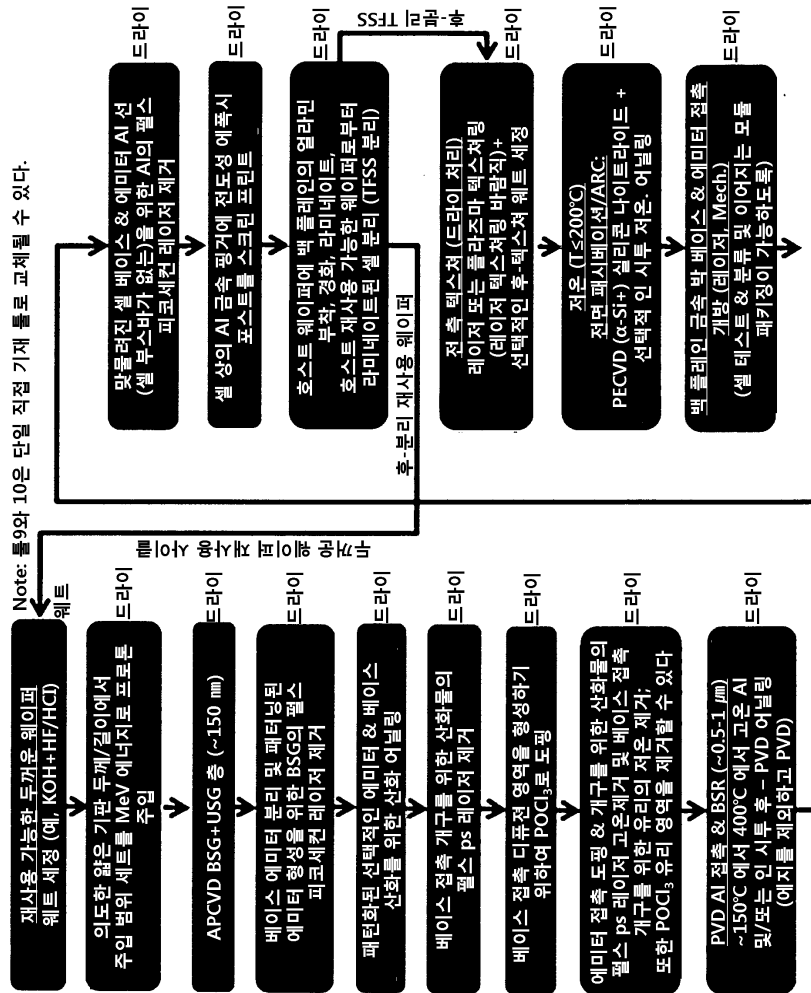 Note: 툴9와 10은 단일 직접 기재 툴로 교체될 수 있다.
재사용 가능한 두꺼운 웨이퍼
웨트 세정 (예, KOH+HF/HCl)
웨트
의도한 얇은 기판 두께/길이에서
주입 범위 세트를 MeV 에너지로 프로톤
주입
드라이
APCVD BSG+USG 층 (~150 nm)
드라이
베이스 에미터 분리 및 패터닝된
에미터 형성을 위한 BSG의 펄스
피코세컨 레이저 제거
드라이
패턴화된 선택적인 에미터 & 베이스
산화를 위한 산화 어닐링
드라이
베이스 접촉 개구를 위한 산화물의
펄스 ps 레이저 제거
드라이
베이스 접촉 디퓨전 영역을 형성하기
위하여 POCl₃로 도핑
드라이
에미터 접촉 도핑 & 개구를 위한 산화물의
펄스 ps 레이저 고온제거 및 베이스 접촉
개구를 위한 유리의 저온 제거;
또한 POCl₃ 유리 영역을 제거할 수 있다
드라이
PVD Al 접촉 & BSR (~0.5-1 ㎛)
~150℃ 에서 400℃ 에서 고온 Al
및/또는 인 시투 후 – PVD 어닐링
(에지를 제외하고 PVD)
드라이
두꺼운 웨이퍼 재사용 사이클
후-분리 재사용 웨이퍼
맞물려진 셀 베이스 & 에미터 Al 선
(셀 부스바가 없는)을 위한 Al의 펄스
피코세컨 레이저 제거
드라이
셀 상의 Al 금속 핑거에 전도성 에폭시
포스트를 스크린 프린트
드라이
호스트 웨이퍼에 백 플레인의 얼라인
부착, 경화, 라미네이트,
호스트 재사용 가능한 웨이퍼로부터
라미네이트된 셀 분리 (TFSS 분리)
드라이
후-분리 TFSS
전 측 텍스쳐 (드라이 처리)
레이저 또는 플라즈마 텍스처링
(레이저 텍스처링 바람직)+
선택적인 후-텍스쳐 웨트 세정
드라이
저온 (T≤200℃)
전면 패시베이션/ARC:
PECVD (α-Si+) 실리콘 나이트라이드 +
선택적 인 시투 저온. 어닐링
드라이
백 플레인 금속 박 베이스 & 에미터 접촉
개방 (레이저, Mech.)
(셀 테스트 & 분류 및 이어지는 모듈
패키징이 가능하도록)
드라이